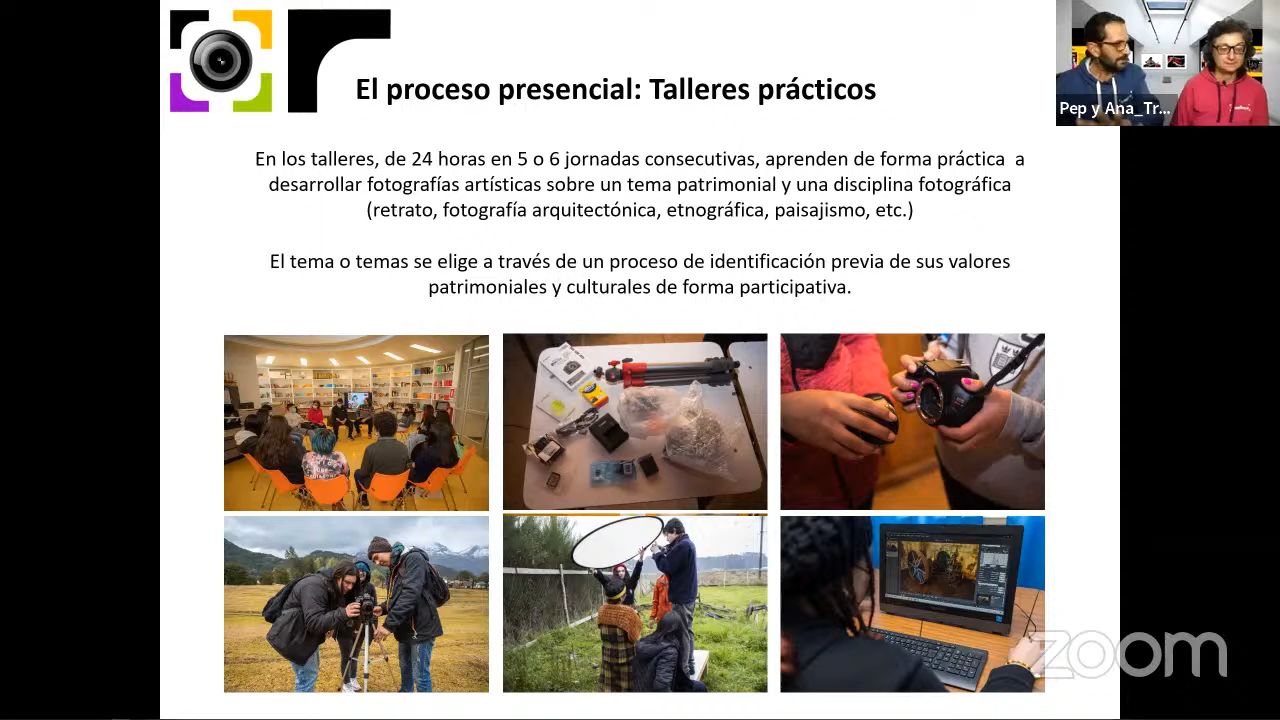 El proceso presencial: Talleres prácticos
Pep y Ana_Tr...
En los talleres, de 24 horas en 5 o 6 jornadas consecutivas, aprenden de forma práctica a
desarrollar fotografías artísticas sobre un tema patrimonial y una disciplina fotográfica
(retrato, fotografía arquitectónica, etnográfica, paisajismo, etc.)
El tema o temas se elige a través de un proceso de identificación previa de sus valores
patrimoniales y culturales de forma participativa.
zoom